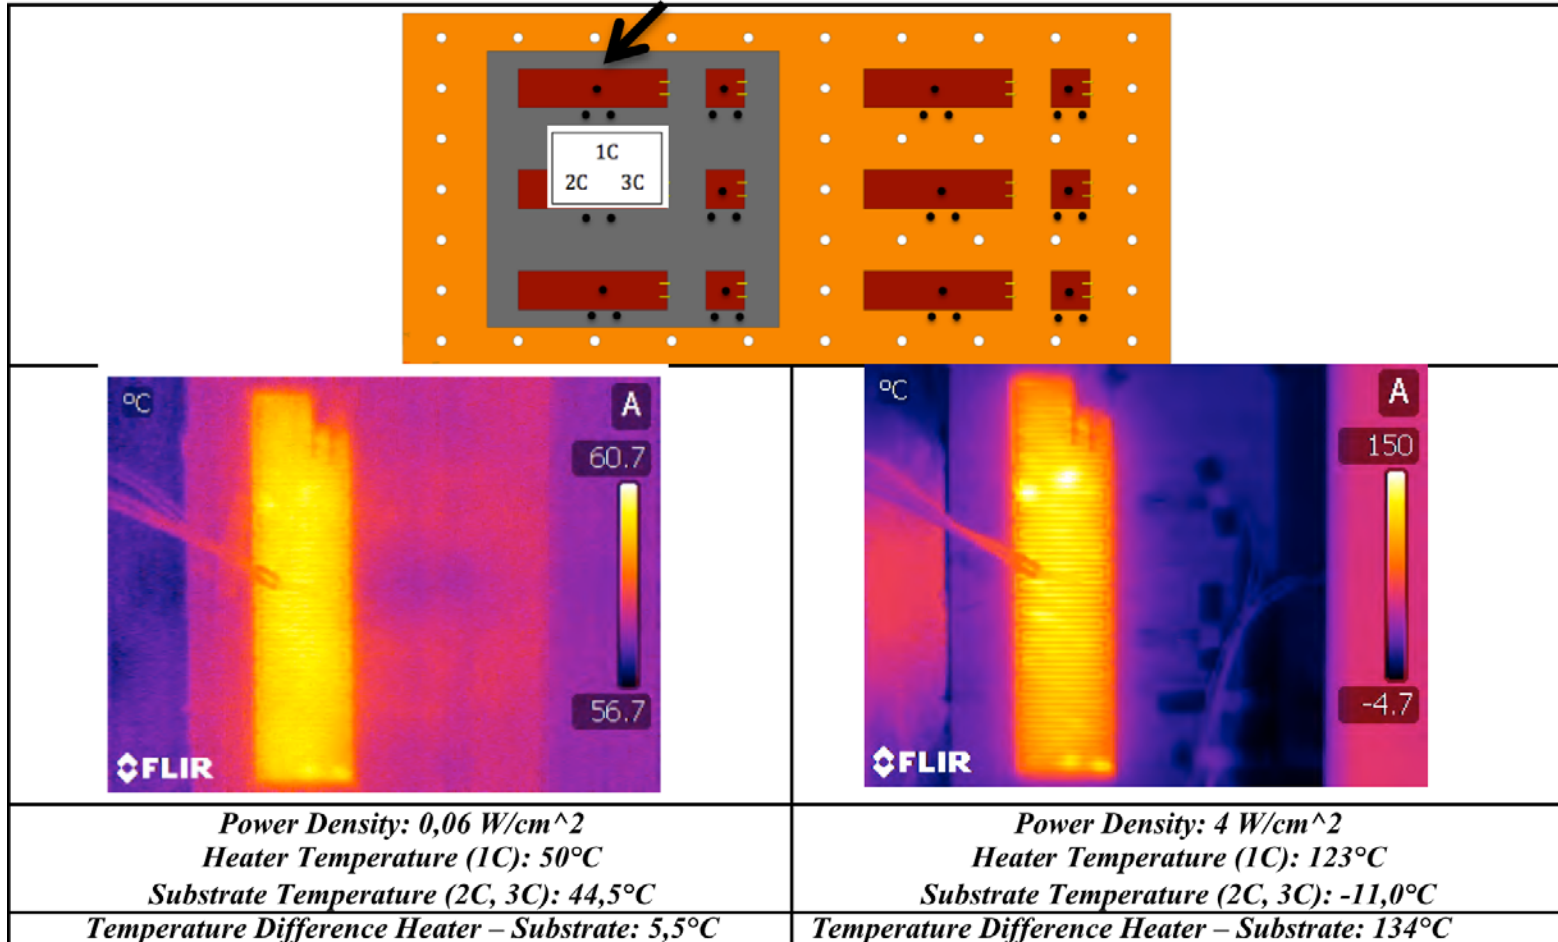 1C
2C 3C
°C
A
60.7
56.7
FLIR
°C
A
150
-4.7
FLIR
Power Density: 0,06 W/cm^2
Heater Temperature (1C): 50°C
Substrate Temperature (2C, 3C): 44,5°C
Temperature Difference Heater – Substrate: 5,5°C
Power Density: 4 W/cm^2
Heater Temperature (1C): 123°C
Substrate Temperature (2C, 3C): -11,0°C
Temperature Difference Heater – Substrate: 134°C